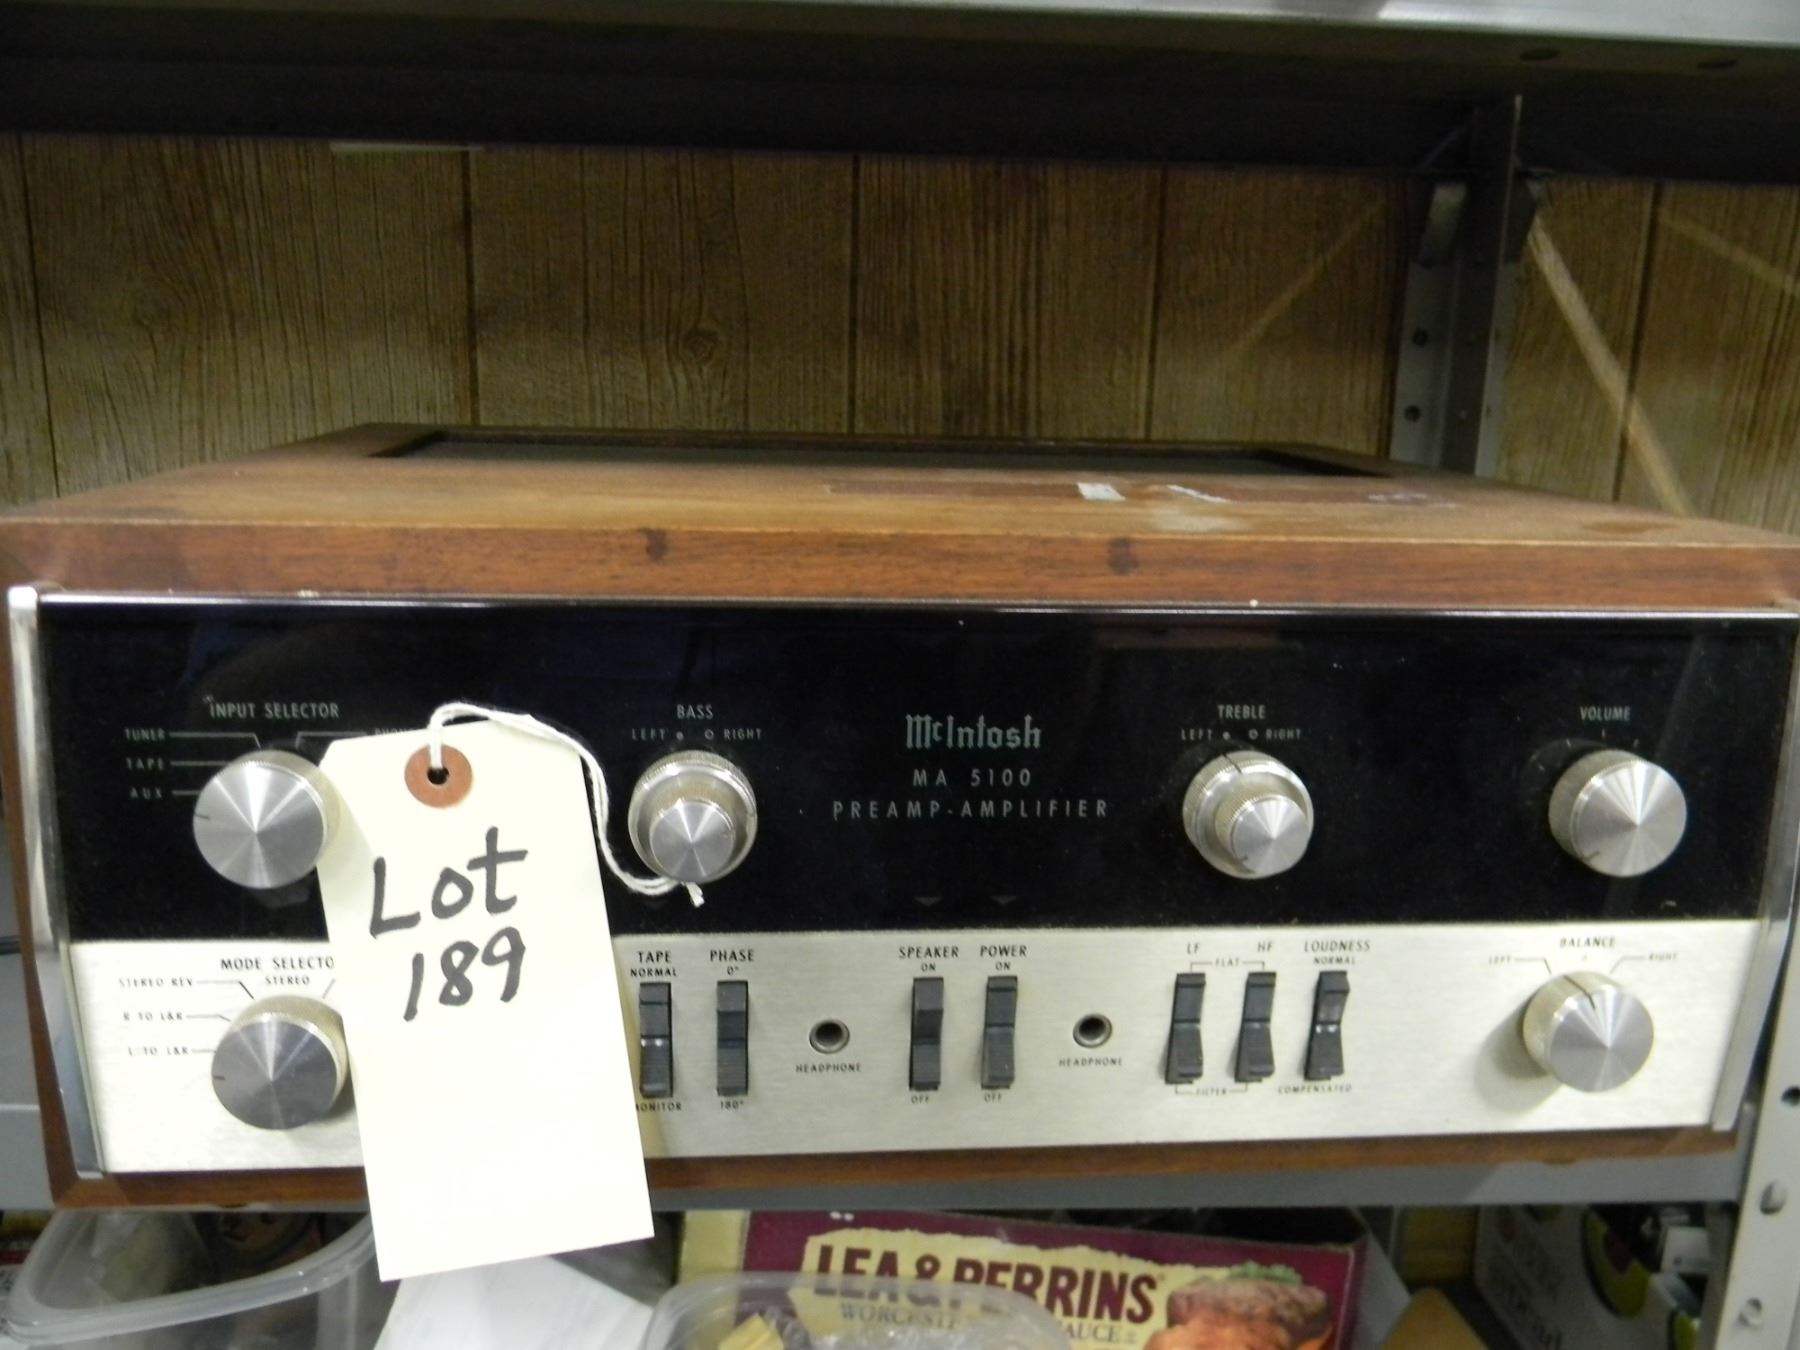 INPUT SELECTOR
TUNER
TAPE
AUX
BASS
LEFT RIGHT
McIntosh
MA 5100
PREAMP-AMPLIFIER
TREBLE
LEFT RIGHT
VOLUME
Lot
189
MODE SELECTO
STEREO REV STEREO
R TO L&R
L TO L&R
TAPE
NORMAL
MONITOR
PHASE
0°
180°
HEADPHONE
SPEAKER
ON
OFF
POWER
ON
OFF
HEADPHONE
LF HF
FLAT
FILTER
LOUDNESS
NORMAL
COMPENSATED
BALANCE
LEFT RIGHT
LEA & PERRINS